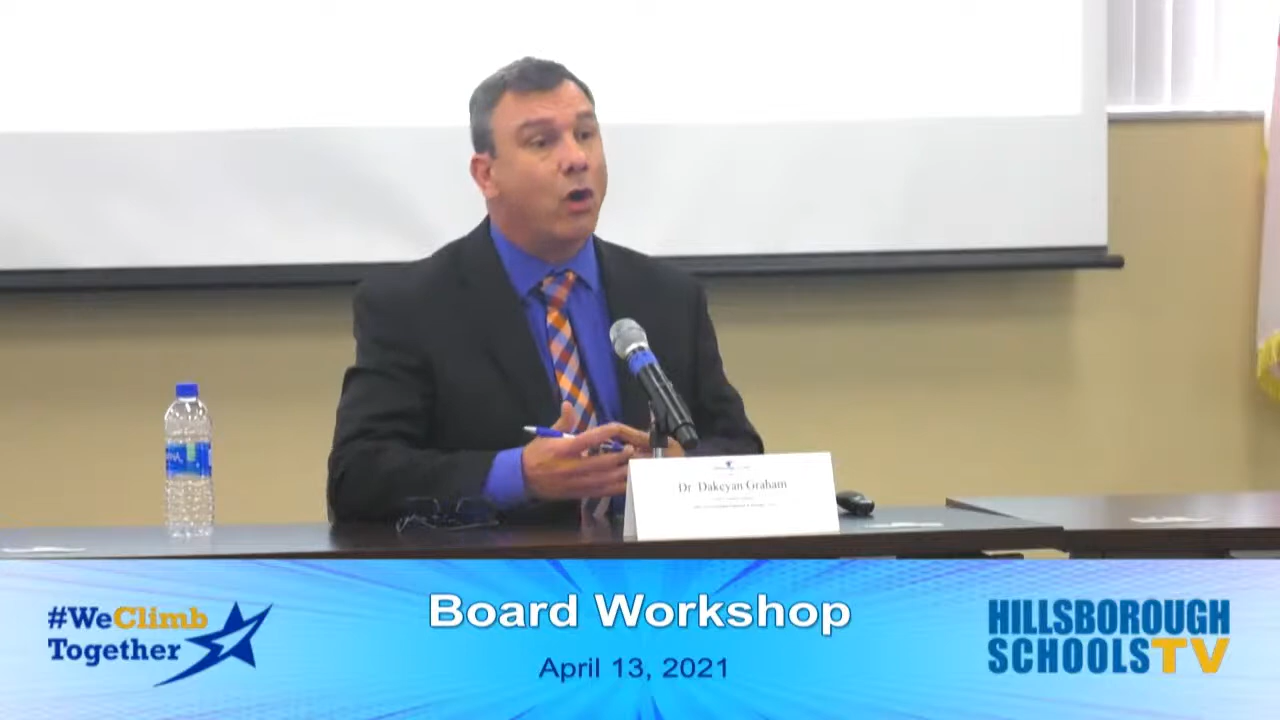 Dr Dakeyan Graham
#WeClimb
Together
Board Workshop
April 13, 2021
HILLSBOROUGH
SCHOOLSTV